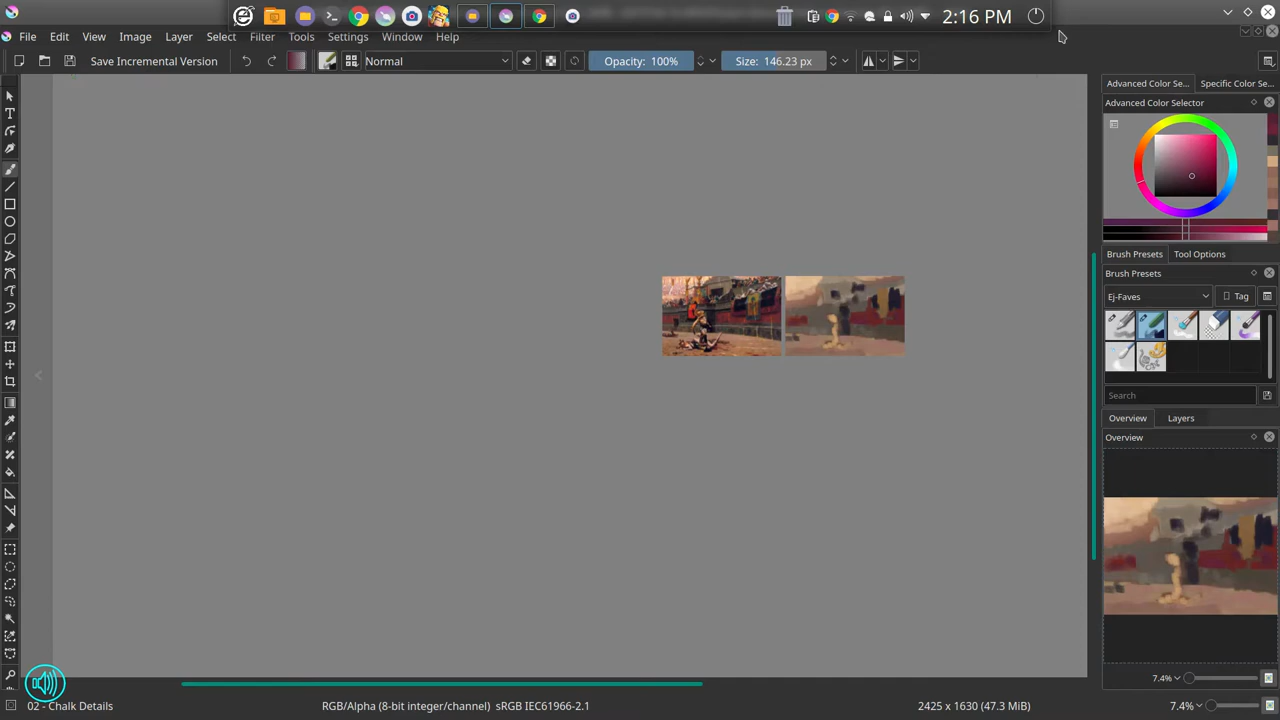 2:16 PM
File Edit View Image Layer Select Filter Tools Settings Window Help
Save Incremental Version Normal Opacity: 100% Size: 146.23 px
Advanced Color Se... Specific Color Se...
Advanced Color Selector
Brush Presets Tool Options
Brush Presets
Ej-Faves Tag
Search
Overview Layers
Overview
7.4%
02 - Chalk Details RGB/Alpha (8-bit integer/channel) sRGB IEC61966-2.1 2425 x 1630 (47.3 MiB) 7.4%